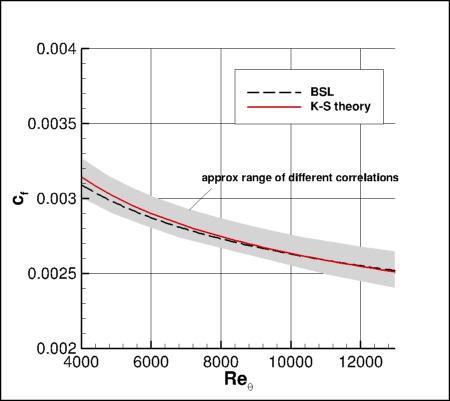 0.004
0.0035
0.003
0.0025
0.002
c_f
BSL
K-S theory
approx range of different correlations
4000 6000 8000 10000 12000
Re_θ